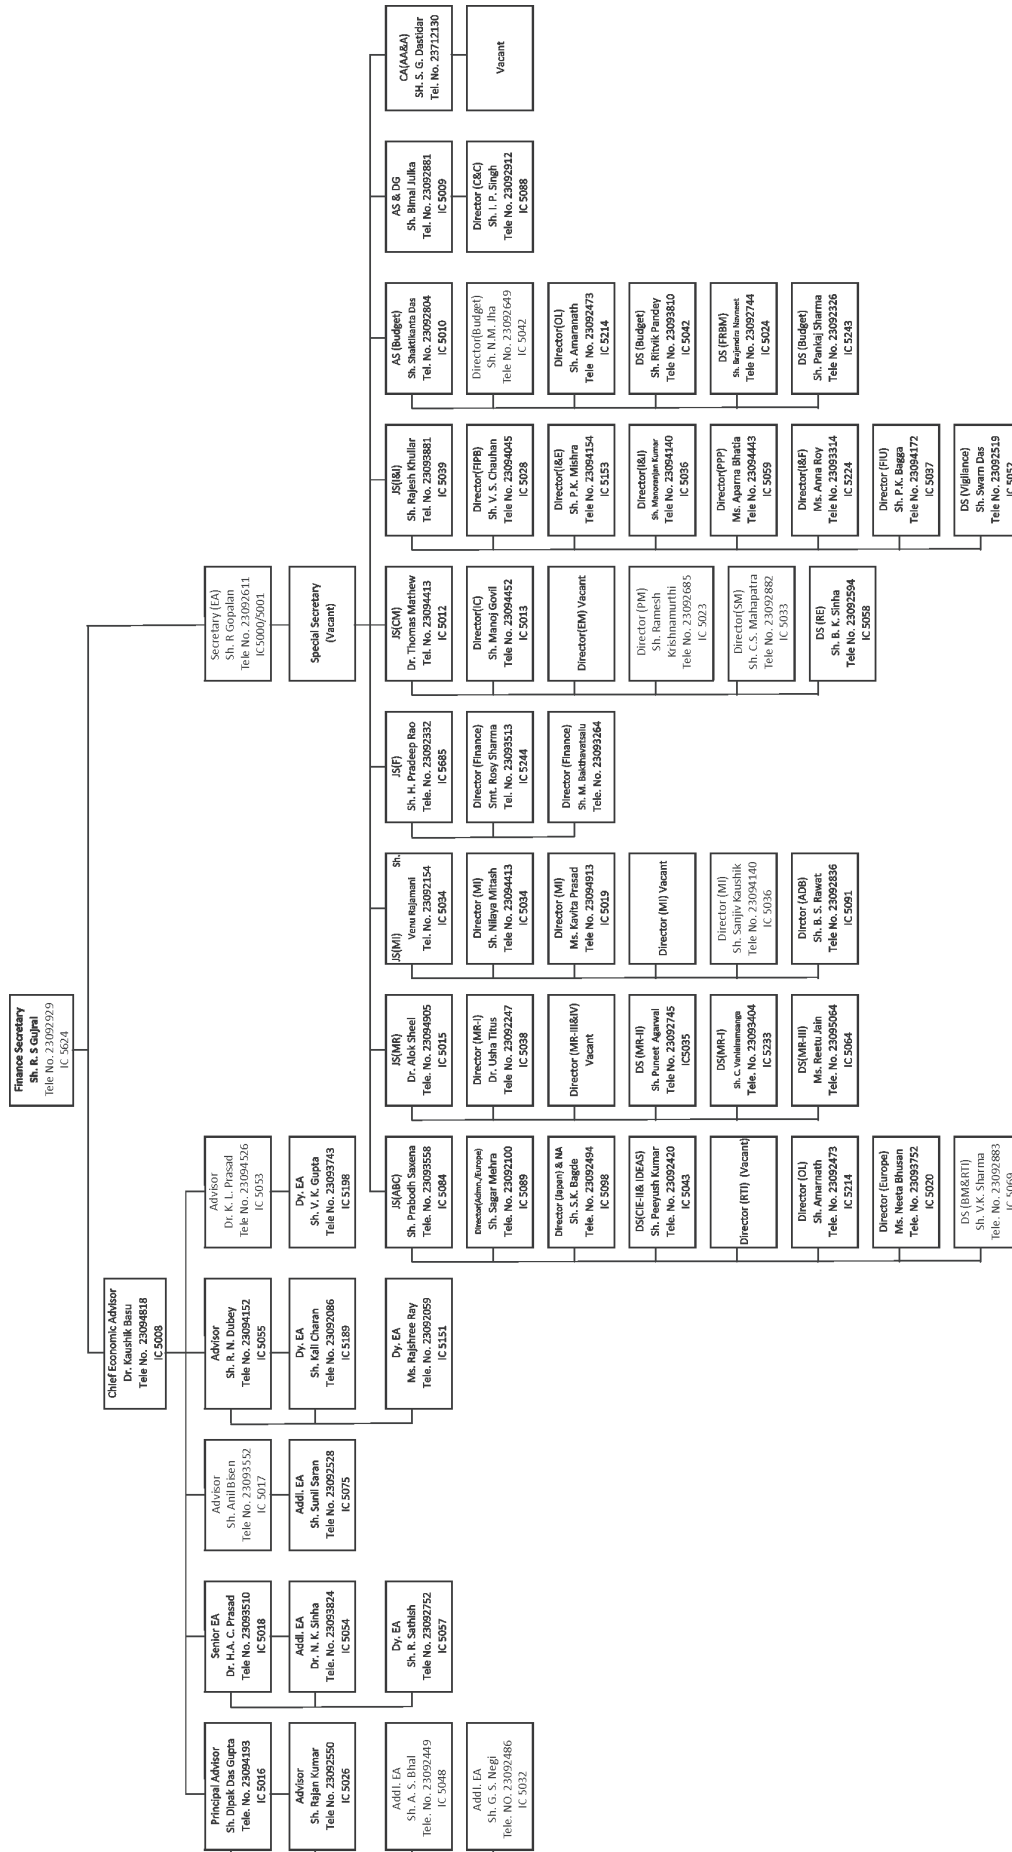 Finance Secretary
Sh. R. S Gujral
Tele No. 23092929
IC 5624
Chief Economic Advisor
Dr. Kaushik Basu
Tele No. 23094818
IC 5008
Secretary (EA)
Sh. R Gopalan
Tele No. 23092611
IC5000/5001
Special Secretary
(Vacant)
Principal Advisor
Sh. Dipak Das Gupta
Tele. No. 23094193
IC 5016
Advisor
Sh. Rajan Kumar
Tele No. 23092550
IC 5026
Addl. EA
Sh. A. S. Bhal
Tele. No. 23092449
IC 5048
Addl. EA
Sh. G. S. Negi
Tele. NO. 23092486
IC 5032
Senior EA
Dr. H.A. C. Prasad
Tele No. 23093510
IC 5018
Addl. EA
Dr. N. K. Sinha
Tele. No. 23093824
IC 5054
Dy. EA
Sh. R. Sathish
Tele No. 23092752
IC 5057
Advisor
Sh. Anil Bisen
Tele No. 23093552
IC 5017
Addl. EA
Sh. Sunil Saran
Tele No. 23092528
IC 5075
Advisor
Sh. R. N. Dubey
Tele No. 23094152
IC 5055
Dy. EA
Sh. Kali Charan
Tele No. 23092086
IC 5189
Dy. EA
Ms. Rajshree Ray
Tele. No. 23092059
IC 5151
Advisor
Dr. K. L. Prasad
Tele No. 23094526
IC 5053
Dy. EA
Sh. V. K. Gupta
Tele No. 23093743
IC 5198
JS(ABC)
Sh. Prabodh Saxena
Tele. No. 23093558
IC 5084
Director(Admn./Europe)
Sh. Sagar Mehra
Tele No. 23092100
IC 5089
Director (Japan) & NA
Sh. S.K. Bagde
Tele. No. 23092494
IC 5098
DS(CIE-II& IDEAS)
Sh. Peeyush Kumar
Tele. No. 23092420
IC 5043
Director (RTI) (Vacant)
Director (OL)
Sh. Amarnath
Tele. No. 23092473
IC 5214
Director (Europe)
Ms. Neeta Bhusan
Tele. No. 23093752
IC 5020
DS (BM&RTI)
Sh. V.K. Sharma
Tele. No. 23092883
IC 5069
JS(MR)
Dr. Alok Sheel
Tele. No. 23094905
IC 5015
Director (MR-I)
Dr. Usha Titus
Tele. No. 23092247
IC 5038
Director (MR-III&IV)
Vacant
DS (MR-II)
Sh. Puneet Agarwal
Tele No. 23092745
IC5035
DS(MR-I)
Tele. No. 23093404
IC 5233
DS(MR-III)
Ms. Reetu Jain
Tele. No. 23095064
IC 5064
JS(MI) Sh.
Venu Rajamani
Tel. No. 23092154
IC 5034
Director (MI)
Sh. Nilaya Mitash
Tele No. 23094413
IC 5034
Director (MI)
Ms. Kavita Prasad
Tele No. 23094913
IC 5019
Director (MI) Vacant
Director (MI)
Sh. Sanjiv Kaushik
Tele No. 23094140
IC 5036
Dirctor (ADB)
Sh. B. S. Rawat
Tele No. 23092836
IC 5091
JS(F)
Sh. H. Pradeep Rao
Tele. No. 23092332
IC 5685
Director (Finance)
Smt. Rosy Sharma
Tel. No. 23093513
IC 5244
Director (Finance)
Sh. M. Bakthavatsalu
Tele. No. 23093264
JS(CM)
Dr. Thomas Mathew
Tel. No. 23094413
IC 5012
Director(IC)
Sh. Manoj Govil
Tele No. 23094452
IC 5013
Director(EM) Vacant
Director (PM)
Sh. Ramesh
Krishnamurthi
Tele No. 23092685
IC 5023
Director(SM)
Sh. C.S. Mahapatra
Tele No. 23092882
IC 5033
DS (RE)
Sh. B. K. Sinha
Tele No. 23092594
IC 5058
JS(I&I)
Sh. Rajesh Khullar
Tel. No. 23093881
IC 5039
Director(FIPB)
Sh. V. S. Chauhan
Tele No. 23094045
IC 5028
Director(I&E)
Sh. P.K. Mishra
Tele No. 23094154
IC 5153
Director(I&I)
Sh. Manoranjan Kumar
Tele No. 23094140
IC 5036
Director(PPP)
Ms. Aparna Bhatia
Tele No. 23094443
IC 5059
Director(I&F)
Ms. Anna Roy
Tele No. 23093314
IC 5224
Director (FIU)
Sh. P.K. Bagga
Tele No. 23094172
IC 5037
DS (Vigilance)
Sh. Swarn Das
Tele No. 23092519
AS (Budget)
Sh. Shaktikanta Das
Tel. No. 23092804
IC 5010
Director(Budget)
Sh. N.M. Jha
Tele No. 23092649
IC 5042
Director(OL)
Sh. Amaranath
Tele No. 23092473
IC 5214
DS (Budget)
Sh. Ritvik Pandey
Tele No. 23093810
IC 5042
DS (FRBM)
Sh. Brajendra Navneet
Tele No. 23092744
IC 5024
DS (Budget)
Sh. Pankaj Sharma
Tele No. 23092326
IC 5243
AS & DG
Sh. Bimal Julka
Tel. No. 23092881
IC 5009
Director (C&C)
Sh. I. P. Singh
Tele No. 23092912
IC 5088
CA(AA&A)
SH. S. G. Dastidar
Tel. No. 23712130
Vacant